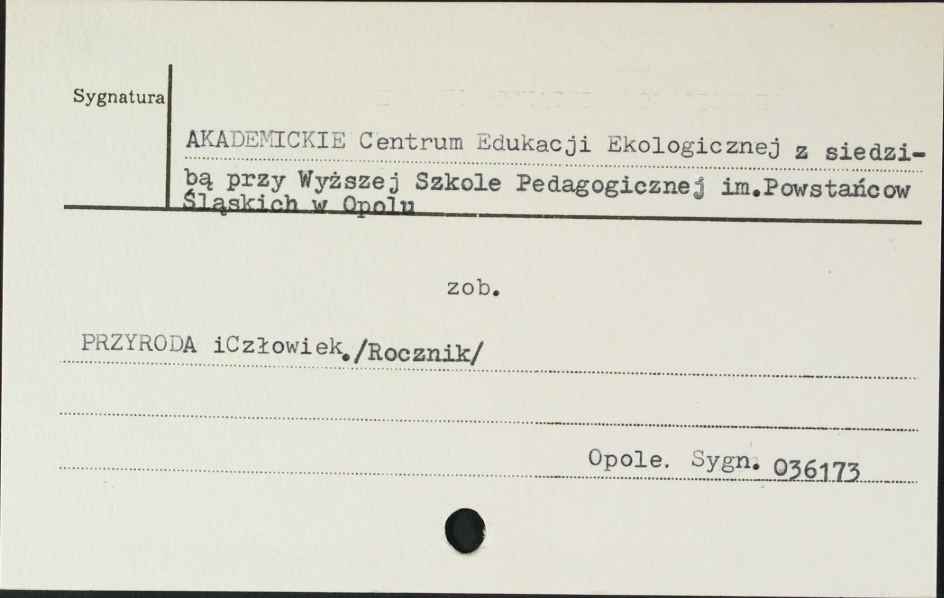 Sygnatura
AKADEMICKIE Centrum Edukacji Ekologicznej z siedzi-
bą przy Wyższej Szkole Pedagogicznej im.Powstańcow
Śląskich w Opolu
zob.
PRZYRODA iCzłowiek./Rocznik/
Opole. Sygn. 036173